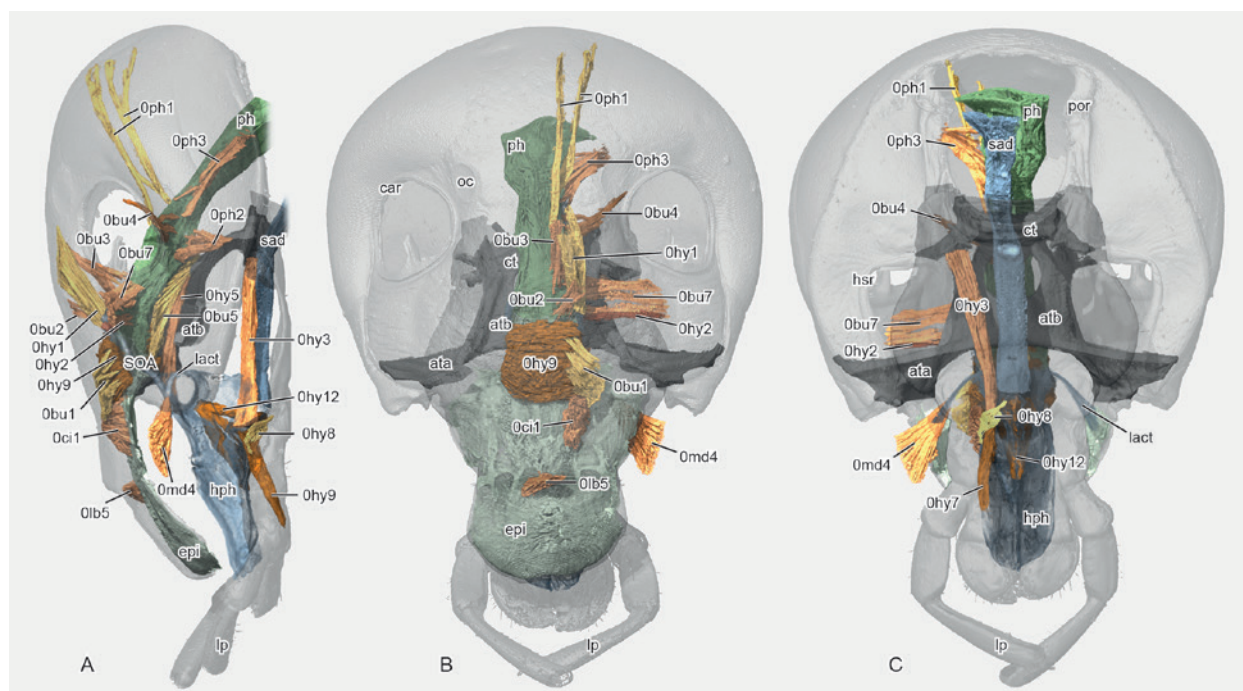 0ph1
ph
0ph3
0bu4
0bu3
0bu7
0ph2
sad
0hy5
0bu5
atb
0bu2
0hy1
0hy2
0hy9
SOA
lact
0hy3
0bu1
0hy12
0ci1
0hy8
0md4
hph
0hy9
0lb5
epi
lp
A
0ph1
ph
0ph3
car
oc
0bu4
0bu3
ct
0hy1
0bu2
0bu7
atb
0hy2
ata
0hy9
0bu1
0ci1
0md4
0lb5
epi
lp
B
0ph1
ph
por
0ph3
sad
0bu4
ct
hsr
0hy3
0bu7
atb
0hy2
ata
0hy8
lact
0md4
0hy12
0hy7
hph
lp
C